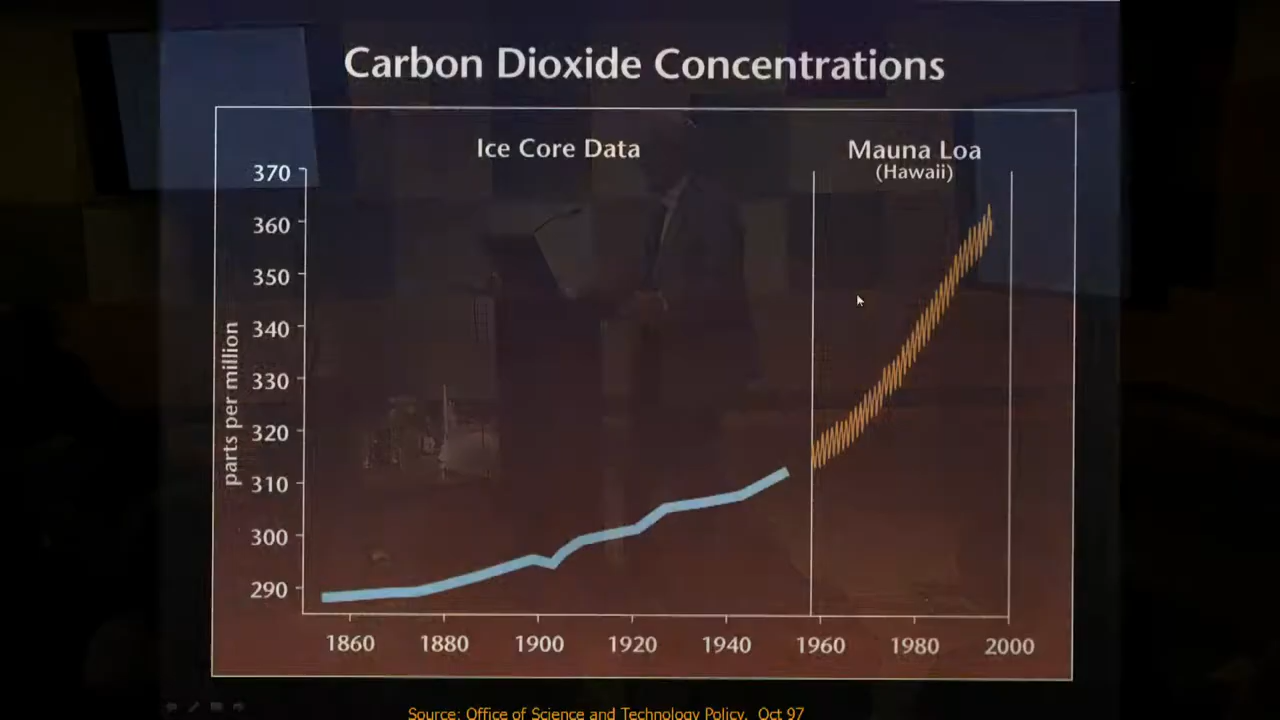 Carbon Dioxide Concentrations
Ice Core Data
Mauna Loa
(Hawaii)
370
360
350
340
330
320
310
300
290
parts per million
1860 1880 1900 1920 1940 1960 1980 2000
Source: Office of Science and Technology Policy, Oct 97